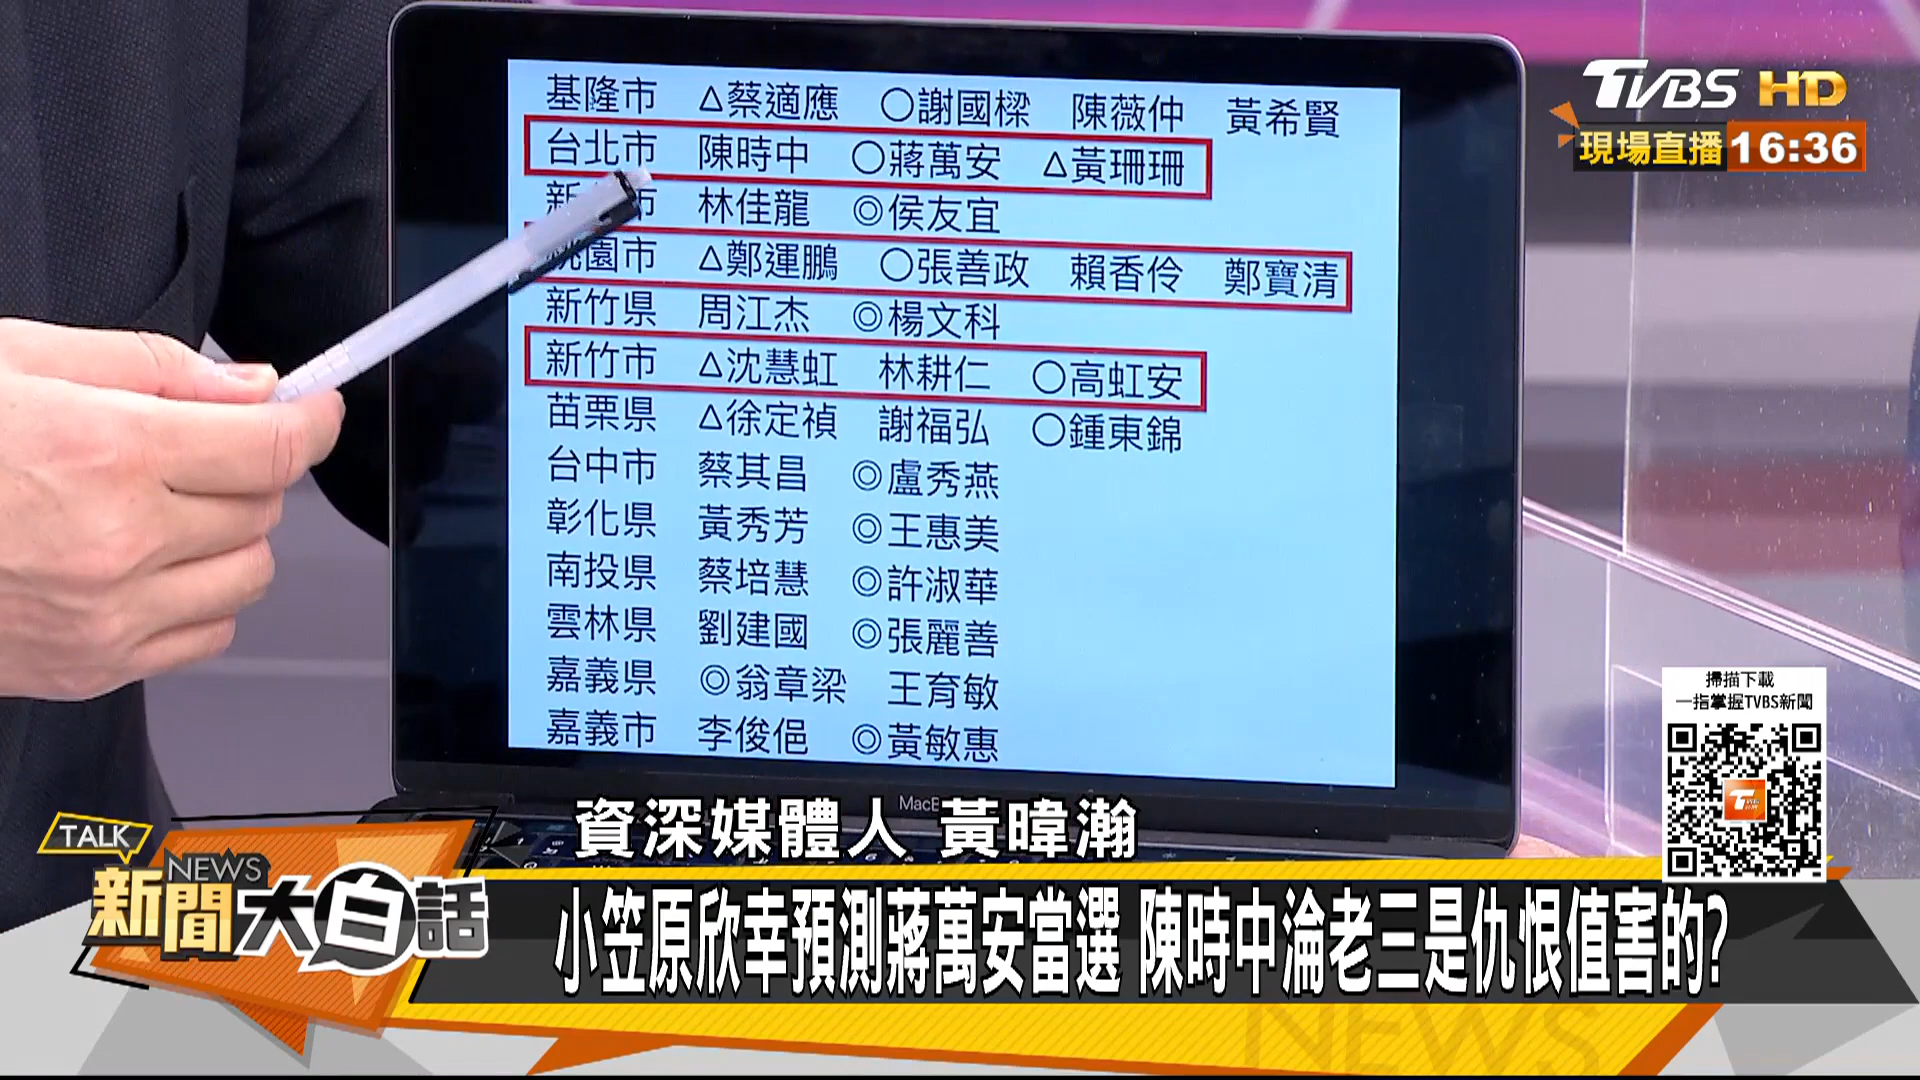 基隆市 △蔡適應 ○謝國樑 陳薇仲 黃希賢
台北市 陳時中 ○蔣萬安 △黃珊珊
新 市 林佳龍 ◎侯友宜
桃園市 △鄭運鵬 ○張善政 賴香伶 鄭寶清
新竹県 周江杰 ◎楊文科
新竹市 △沈慧虹 林耕仁 ○高虹安
苗栗県 △徐定禎 謝福弘 ○鍾東錦
台中市 蔡其昌 ◎盧秀燕
彰化県 黃秀芳 ◎王惠美
南投県 蔡培慧 ◎許淑華
雲林県 劉建國 ◎張麗善
嘉義県 ◎翁章梁 王育敏
嘉義市 李俊俋 ◎黃敏惠
TVBS HD
現場直播 16:36
掃描下載
一指掌握TVBS新聞
資深媒體人 黃暐瀚
TALK
NEWS
新聞大白話
小笠原欣幸預測蔣萬安當選 陳時中淪老三是仇恨值害的?
NEWS